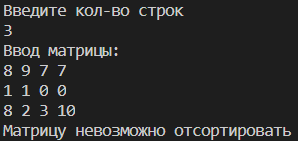 Введите кол-во строк
3
Ввод матрицы:
8 9 7 7
1 1 0 0
8 2 3 10
Матрицу невозможно отсортировать